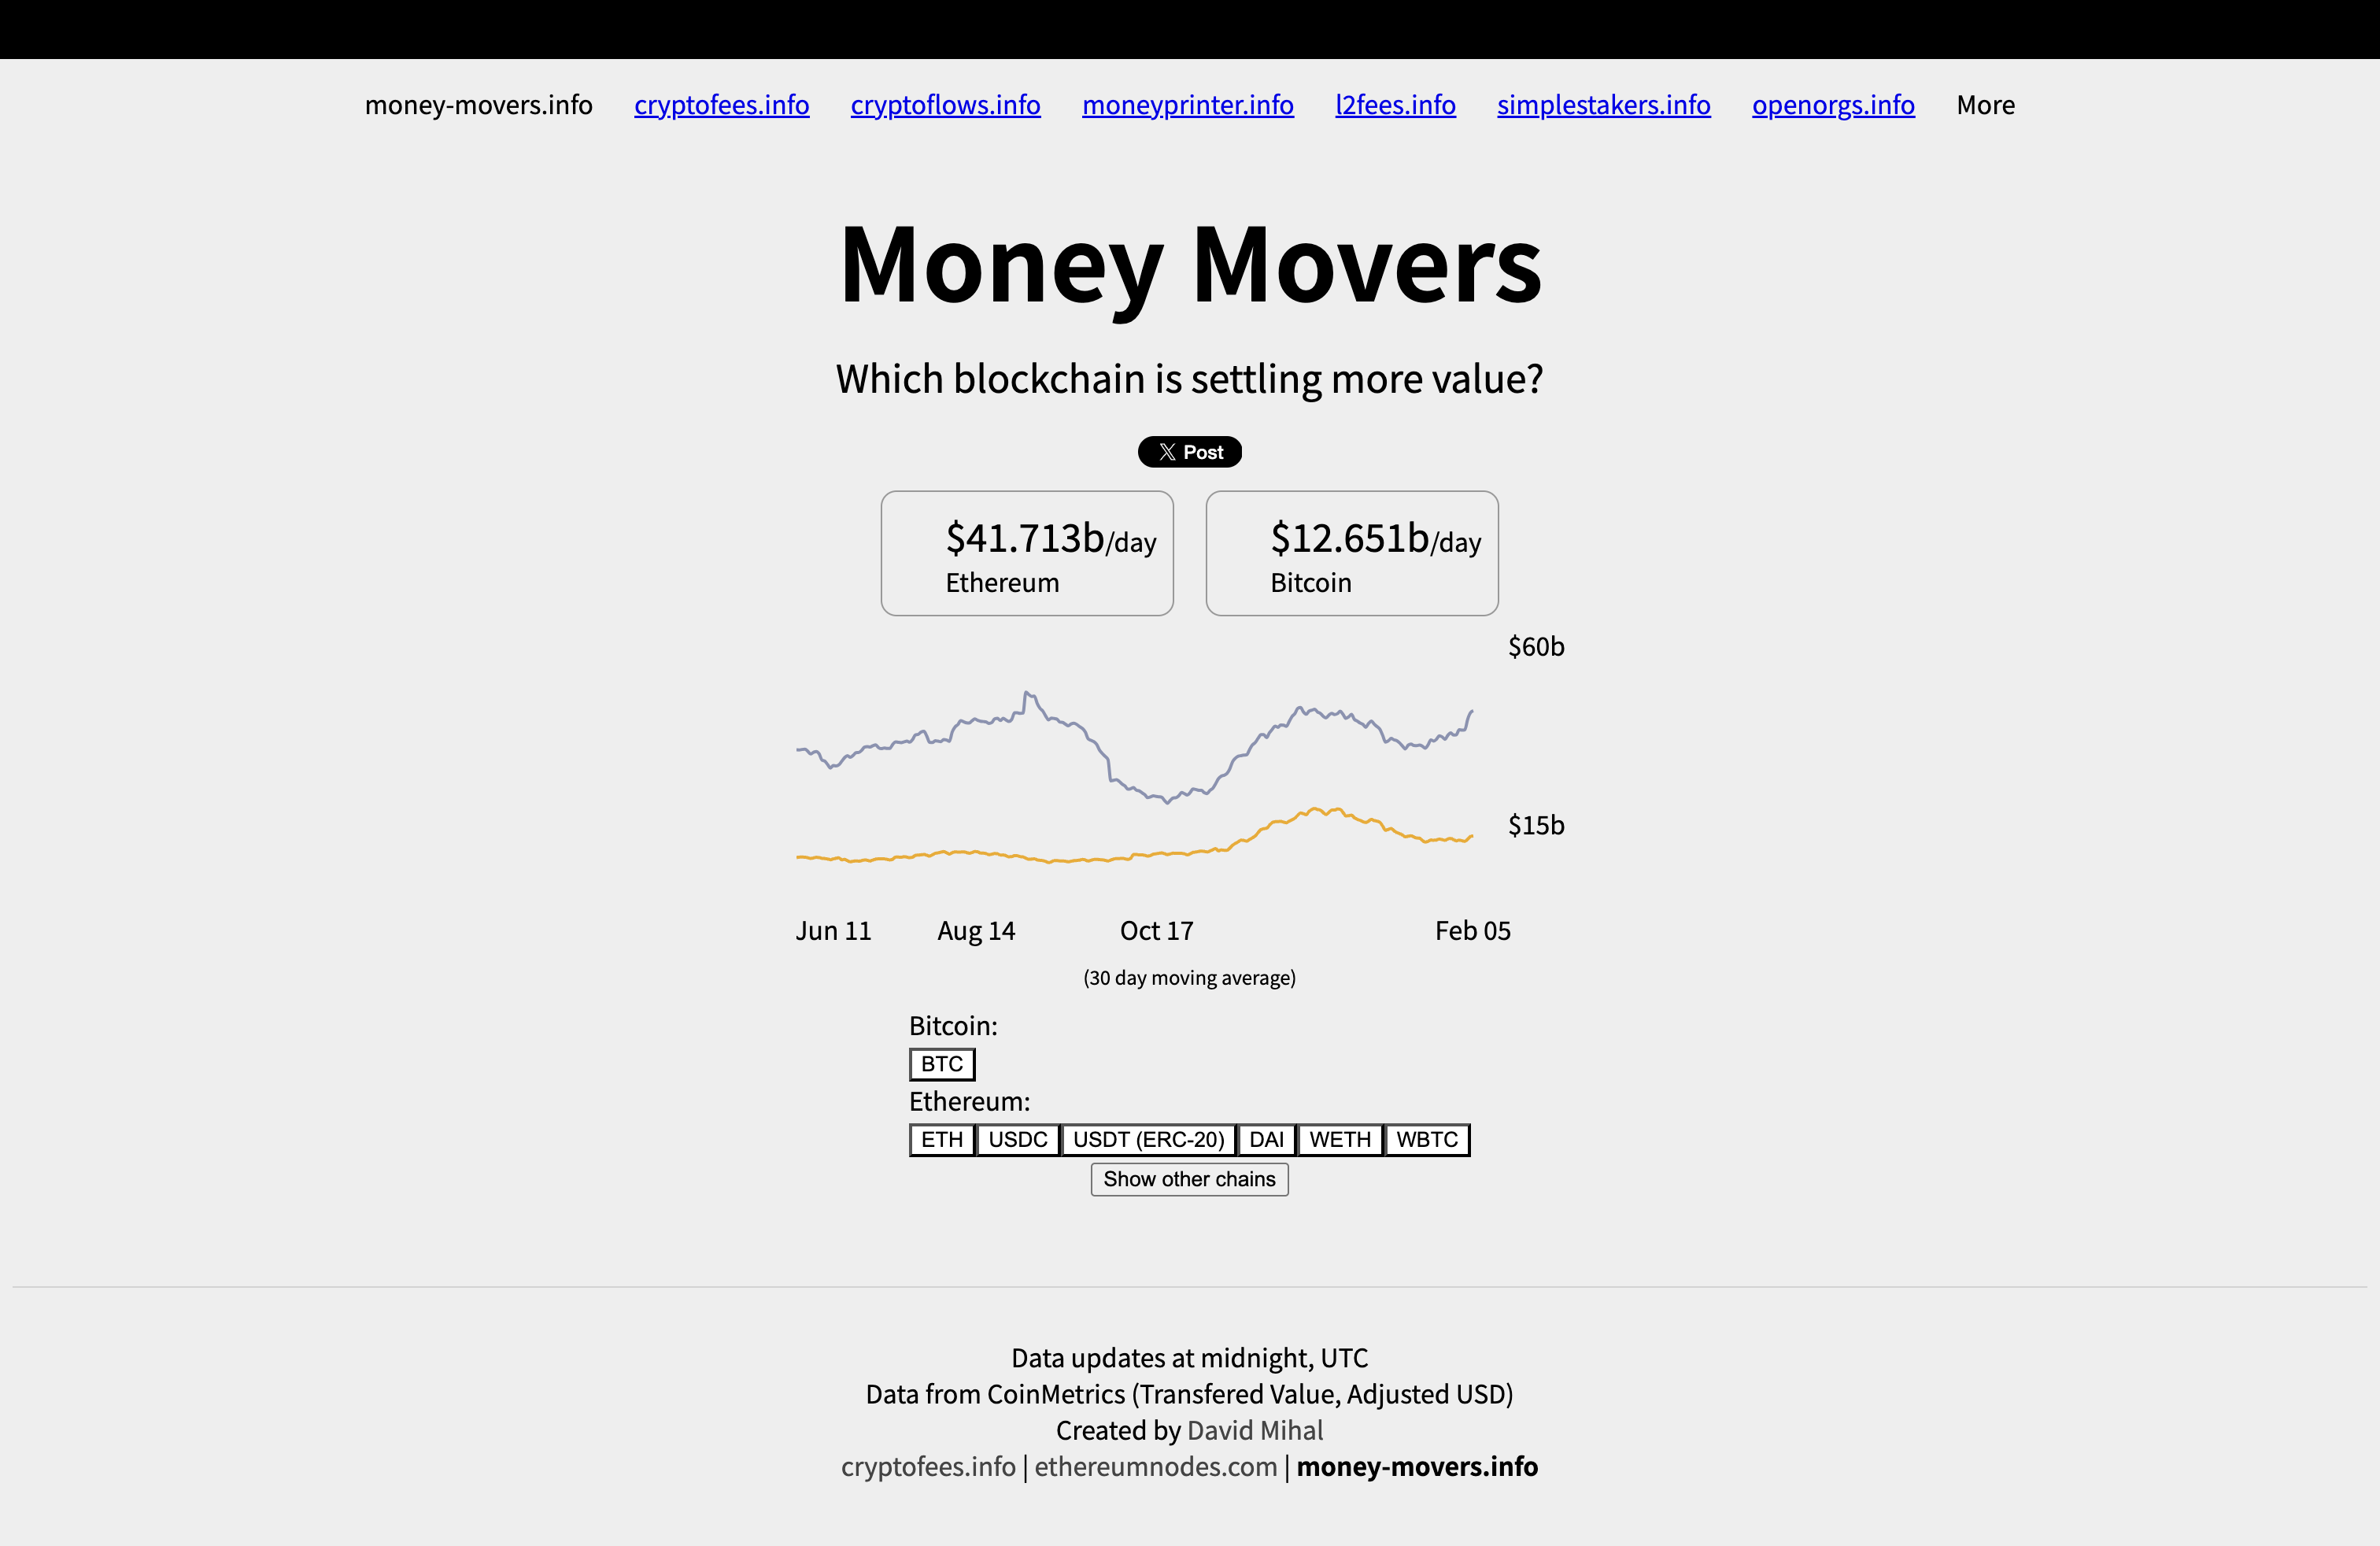 money-movers.info cryptofees.info cryptoflows.info moneyprinter.info l2fees.info simplestakers.info openorgs.info More
Money Movers
Which blockchain is settling more value?
𝕏 Post
$41.713b/day $12.651b/day
Ethereum Bitcoin
$60b
$15b
Jun 11 Aug 14 Oct 17 Feb 05
(30 day moving average)
Bitcoin:
BTC
Ethereum:
ETH USDC USDT (ERC-20) DAI WETH WBTC
Show other chains
Data updates at midnight, UTC
Data from CoinMetrics (Transfered Value, Adjusted USD)
Created by David Mihal
cryptofees.info | ethereumnodes.com | money-movers.info